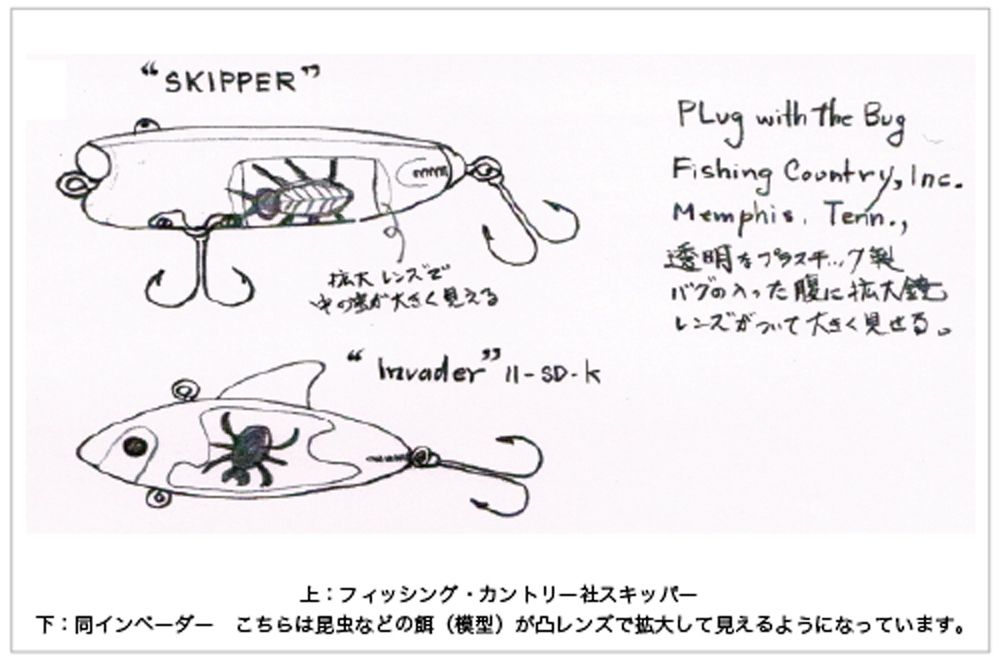 “SKIPPER”
PLug with the Bug
Fishing Country, Inc.
Memphis. Tenn.,
透明なプラスチック製
バグの入った腹に拡大鏡
レンズがついて大きく見せる。
拡大レンズで
中の虫が大きく見える
“Invader” 11-SD-K
上：フィッシング・カントリー社スキッパー
下：同インベーダー　こちらは昆虫などの餌（模型）が凸レンズで拡大して見えるようになっています。